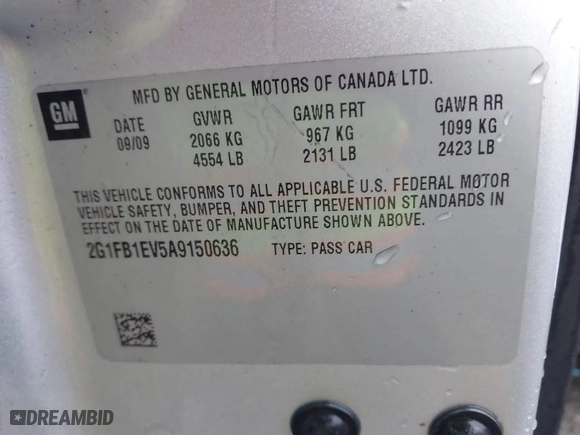 MFD BY GENERAL MOTORS OF CANADA LTD.
GM
DATE GVWR GAWR FRT GAWR RR
09/09 2066 KG 967 KG 1099 KG
4554 LB 2131 LB 2423 LB
THIS VEHICLE CONFORMS TO ALL APPLICABLE U.S. FEDERAL MOTOR
VEHICLE SAFETY, BUMPER, AND THEFT PREVENTION STANDARDS IN
EFFECT ON THE DATE OF MANUFACTURE SHOWN ABOVE.
2G1FB1EV5A9150636 TYPE: PASS CAR
DREAMBID